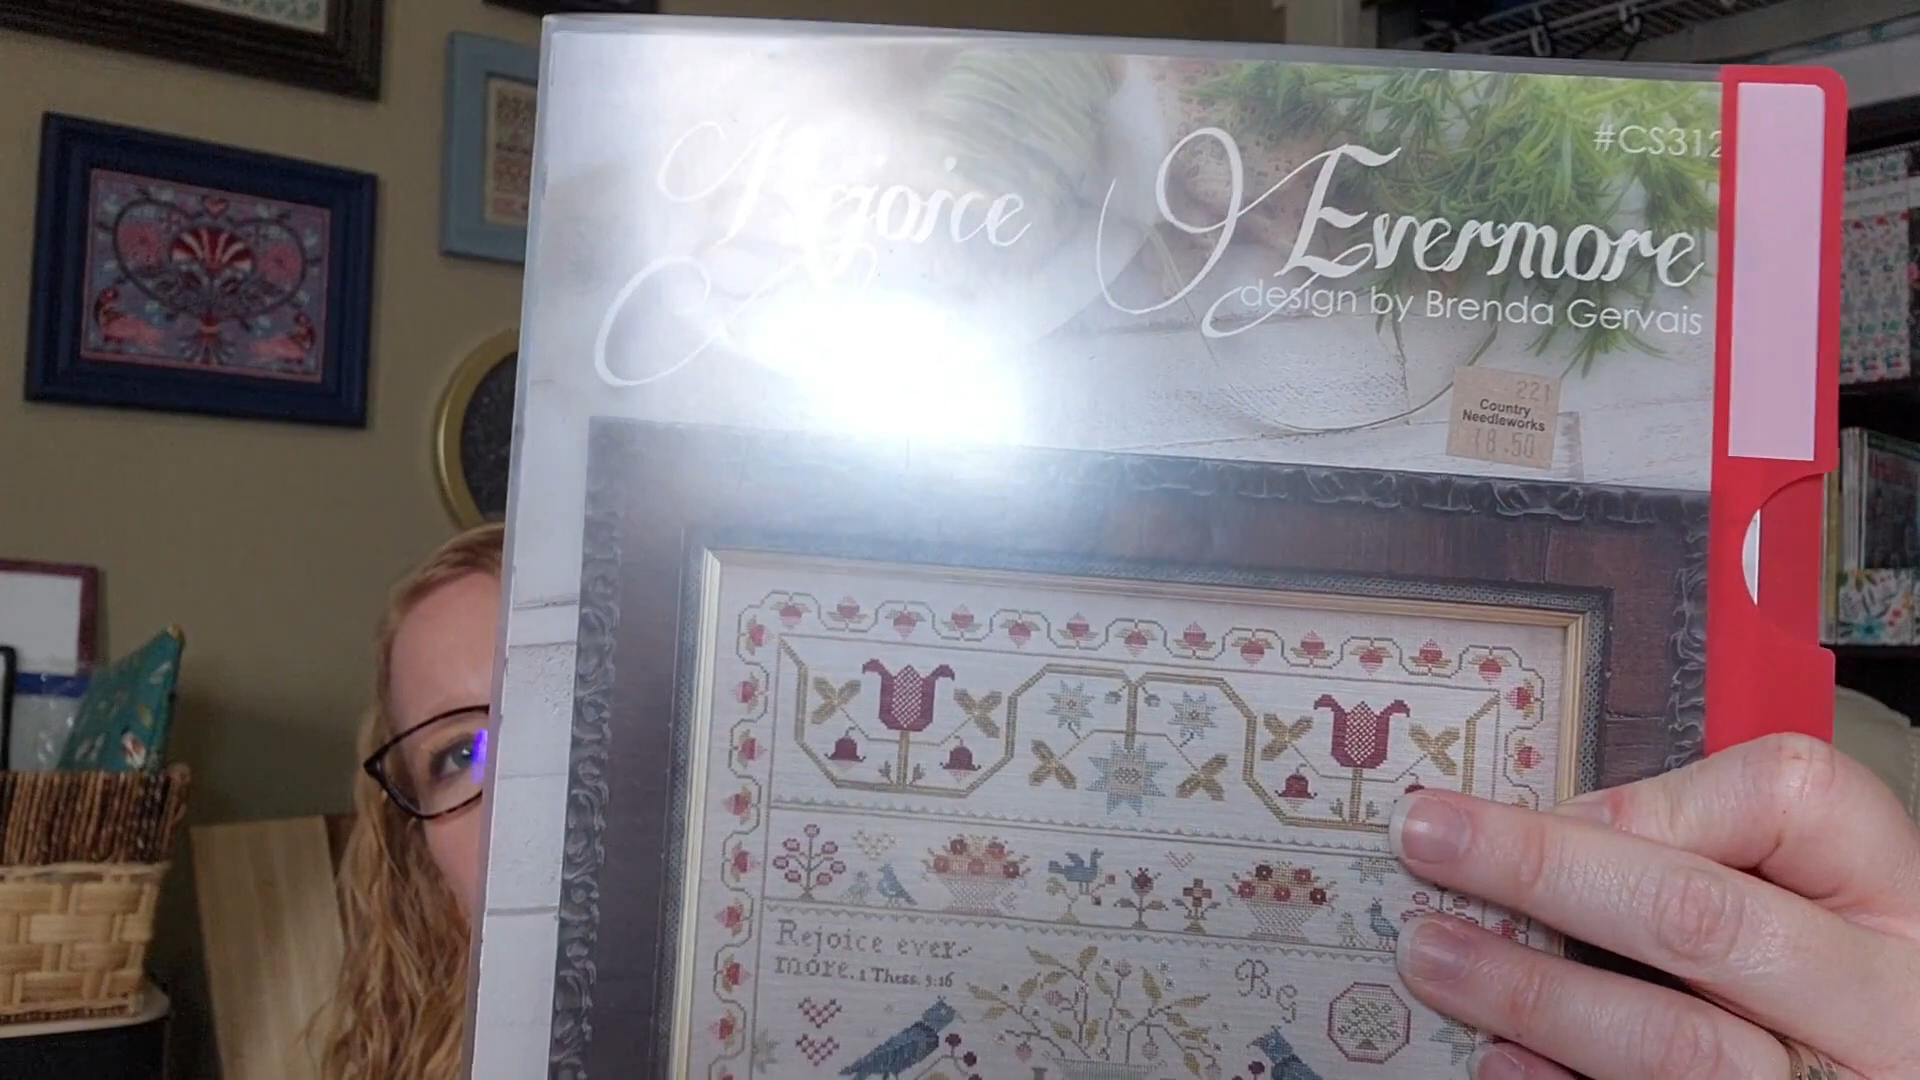 #CS312
Rejoice Evermore
design by Brenda Gervais
221
Country
Needleworks
18.50
Rejoice ever-
more. 1 Thess. 5:16
BG